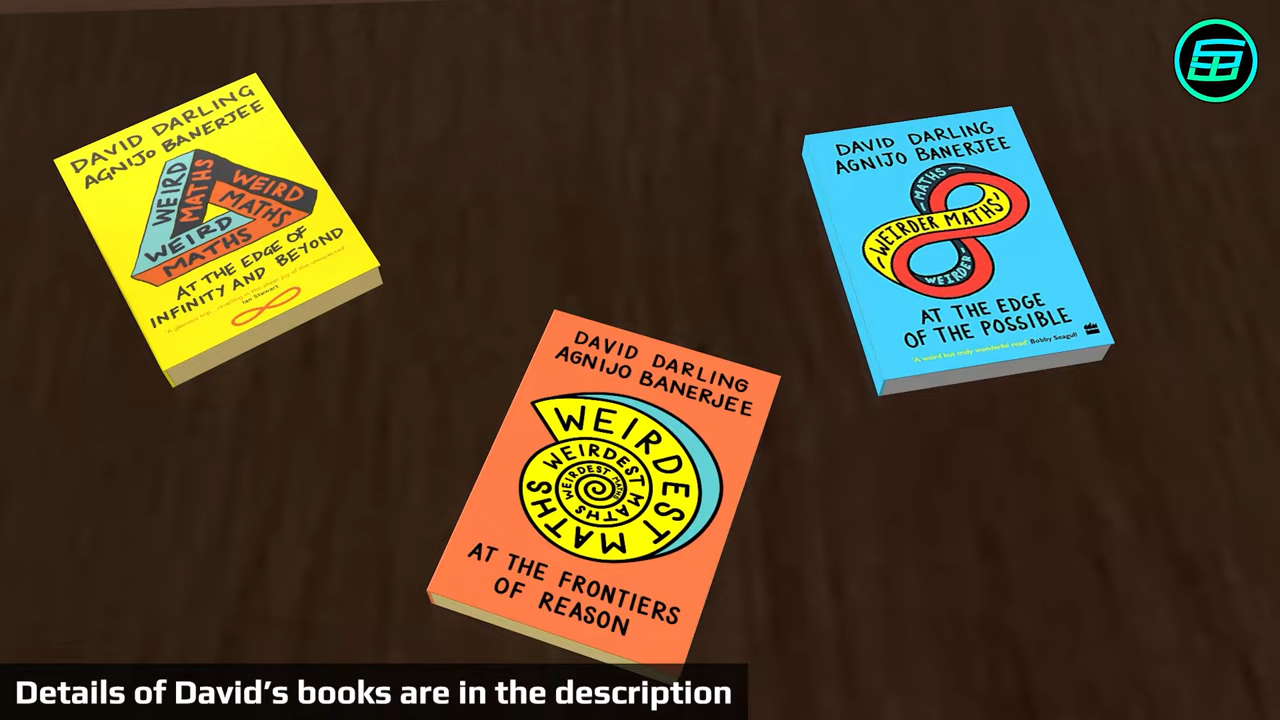 DAVID DARLING
AGNIJO BANERJEE
WEIRD
MATHS
WEIRD
MATHS
WEIRD
MATHS
AT THE EDGE OF
INFINITY AND BEYOND
Ian Stewart
DAVID DARLING
AGNIJO BANERJEE
MATHS
WEIRDER MATHS
WEIRDER
AT THE EDGE
OF THE POSSIBLE
'A weird but truly wonderful read' Bobby Seagull
DAVID DARLING
AGNIJO BANERJEE
WEIRDEST MATHS
WEIRDEST MATHS
WEIRDEST MATHS
AT THE FRONTIERS
OF REASON
Details of David's books are in the description